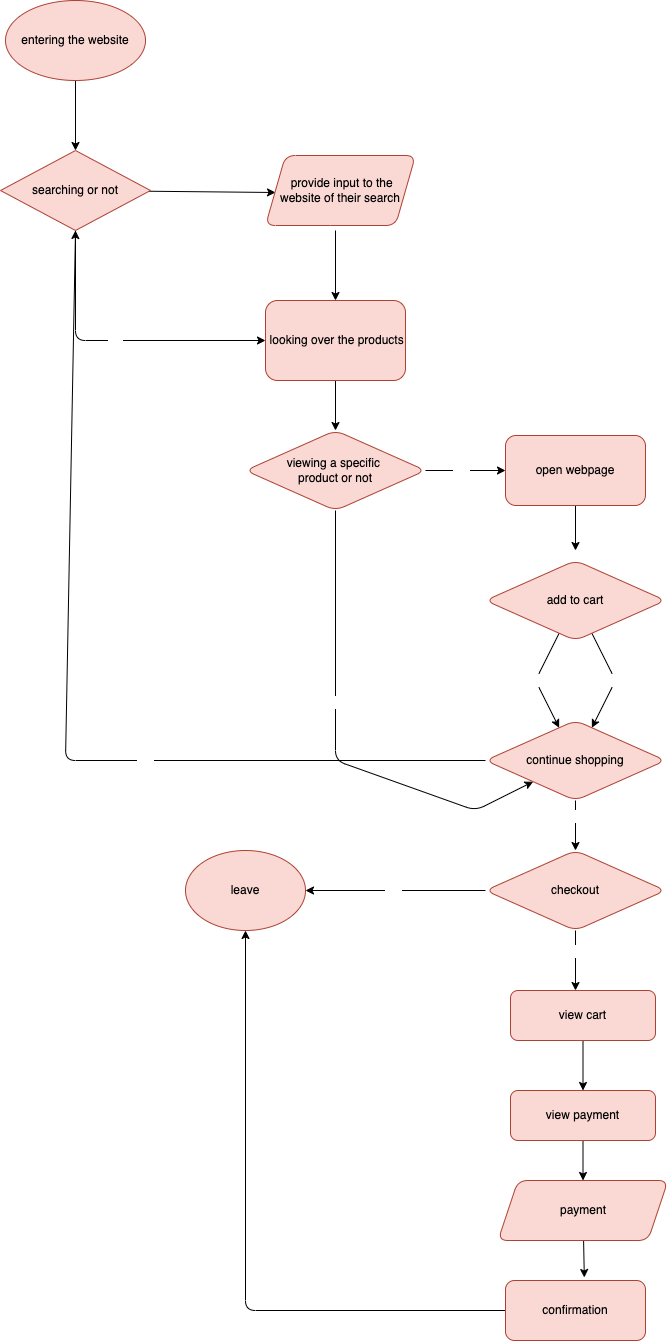 entering the website
searching or not
provide input to the
website of their search
looking over the products
viewing a specific
product or not
open webpage
add to cart
continue shopping
leave
checkout
view cart
view payment
payment
confirmation